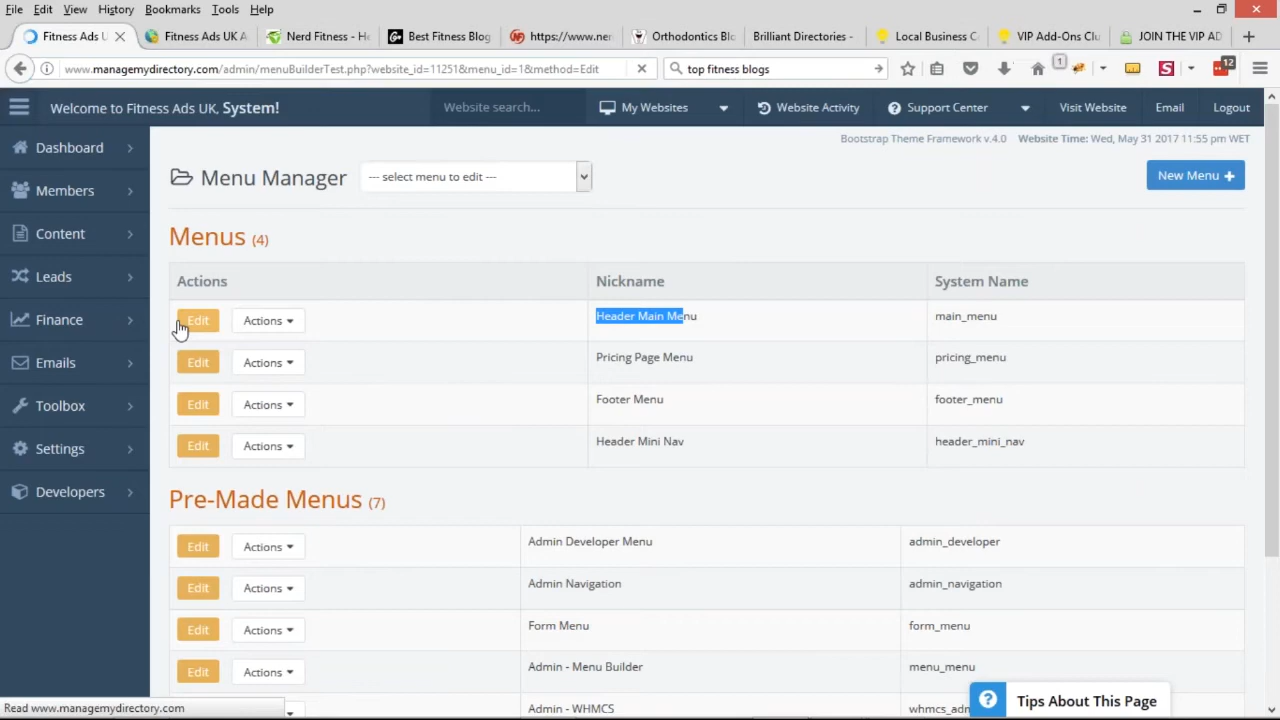 File Edit View History Bookmarks Tools Help
Fitness Ads U Fitness Ads UK A Nerd Fitness - He Best Fitness Blog https://www.ner Orthodontics Blo Brilliant Directories - Local Business C VIP Add-Ons Clu JOIN THE VIP AD
www.managemydirectory.com/admin/menuBuilderTest.php?website_id=11251&menu_id=1&method=Edit top fitness blogs 1 12
Welcome to Fitness Ads UK, System! Website search... My Websites Website Activity Support Center Visit Website Email Logout
Bootstrap Theme Framework v.4.0 Website Time: Wed, May 31 2017 11:55 pm WET
Dashboard
Members
Content
Leads
Finance
Emails
Toolbox
Settings
Developers
Menu Manager --- select menu to edit --- New Menu
Menus (4)
Actions Nickname System Name
Edit Actions Header Main Menu main_menu
Edit Actions Pricing Page Menu pricing_menu
Edit Actions Footer Menu footer_menu
Edit Actions Header Mini Nav header_mini_nav
Pre-Made Menus (7)
Edit Actions Admin Developer Menu admin_developer
Edit Actions Admin Navigation admin_navigation
Edit Actions Form Menu form_menu
Edit Actions Admin - Menu Builder menu_menu
Admin - WHMCS
Tips About This Page
Read www.managemydirectory.com